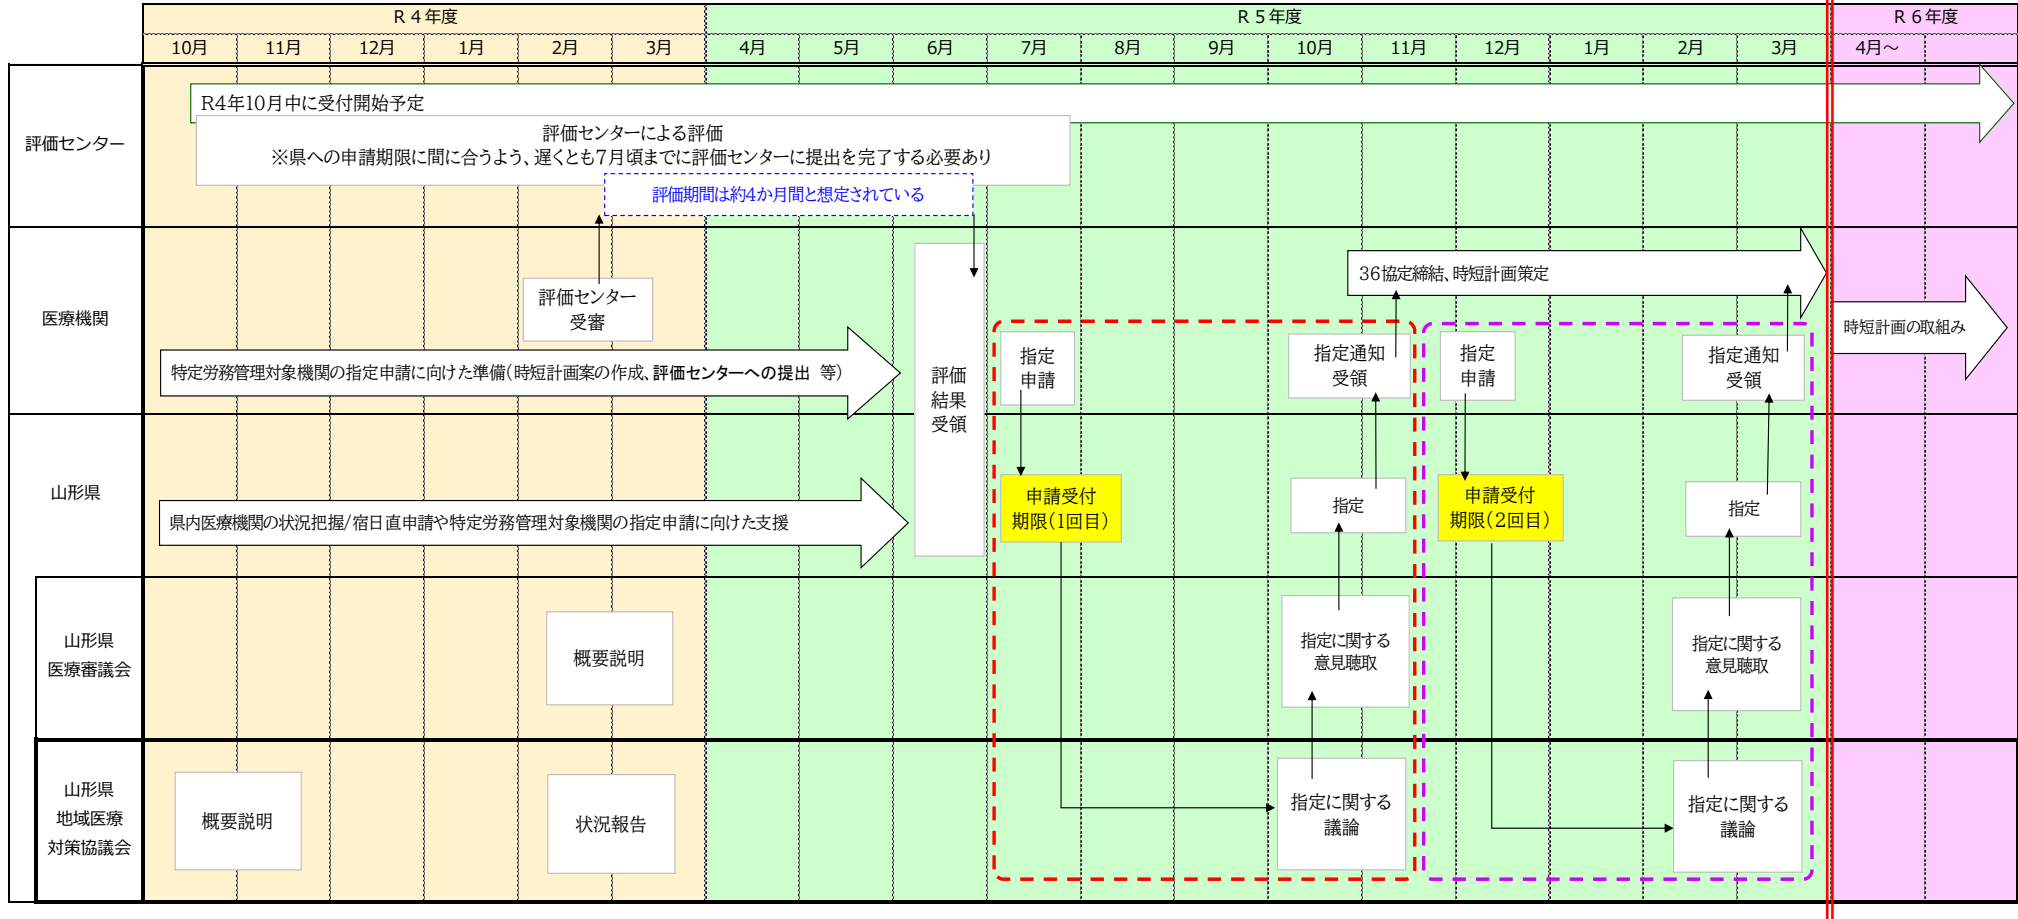 R 4 年度
R 5 年度
R 6 年度
10月
11月
12月
1月
2月
3月
4月
5月
6月
7月
8月
9月
10月
11月
12月
1月
2月
3月
4月～
評価センター
R4年10月中に受付開始予定
評価センターによる評価
※県への申請期限に間に合うよう、遅くとも7月頃までに評価センターに提出を完了する必要あり
評価期間は約4か月間と想定されている
医療機関
評価センター
受審
特定労務管理対象機関の指定申請に向けた準備（時短計画案の作成、評価センターへの提出 等）
評価
結果
受領
指定
申請
指定通知
受領
36協定締結、時短計画策定
指定
申請
指定通知
受領
時短計画の取組み
山形県
県内医療機関の状況把握/宿日直申請や特定労務管理対象機関の指定申請に向けた支援
申請受付
期限（1回目）
指定
申請受付
期限（2回目）
指定
山形県
医療審議会
概要説明
指定に関する
意見聴取
指定に関する
意見聴取
山形県
地域医療
対策協議会
概要説明
状況報告
指定に関する
議論
指定に関する
議論